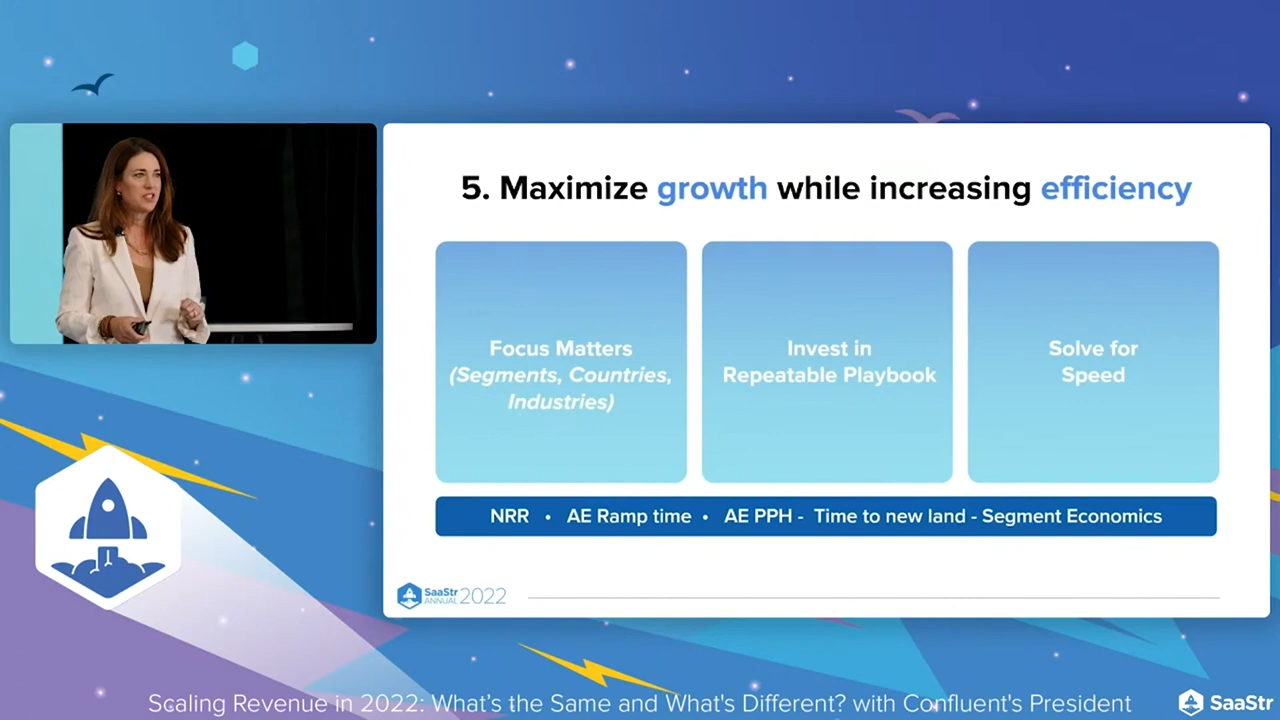 5. Maximize growth while increasing efficiency
Focus Matters
(Segments, Countries,
Industries)
Invest in
Repeatable Playbook
Solve for
Speed
NRR • AE Ramp time • AE PPH - Time to new land - Segment Economics
SaaStr
ANNUAL 2022
Scaling Revenue in 2022: What's the Same and What's Different? with Confluent's President
SaaStr